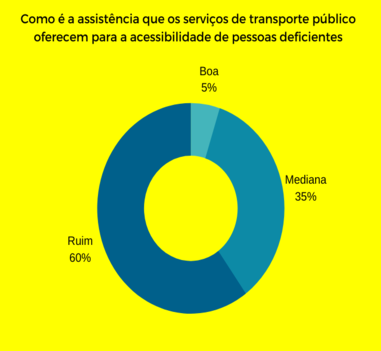 Como é a assistência que os serviços de transporte público
oferecem para a acessibilidade de pessoas deficientes
Boa
5%
Mediana
35%
Ruim
60%